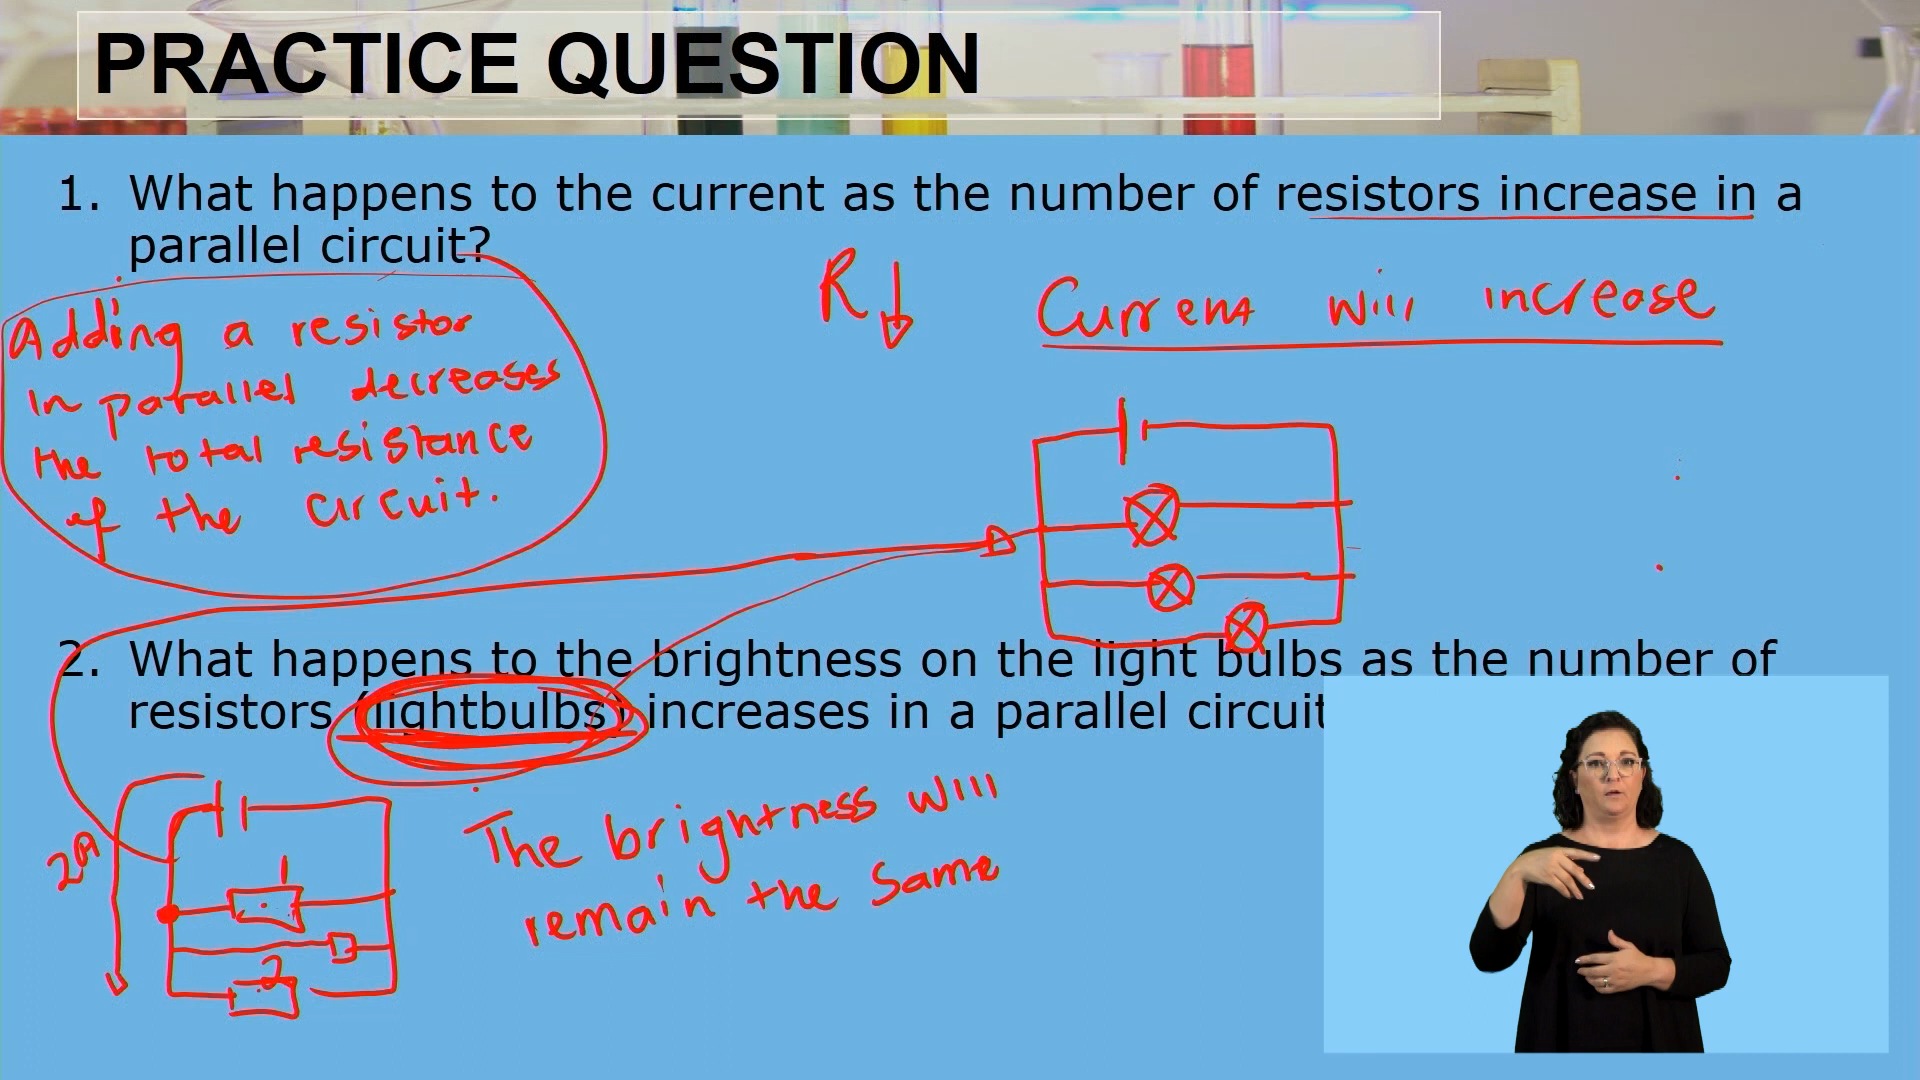 PRACTICE QUESTION
1. What happens to the current as the number of resistors increase in a
parallel circuit?
R
Current will increase
Adding a resistor
in parallel decreases
the total resistance
of the circuit.
2. What happens to the brightness on the light bulbs as the number of
resistors (lightbulbs) increases in a parallel circuit
2A
1
2
The brightness will
remain the same